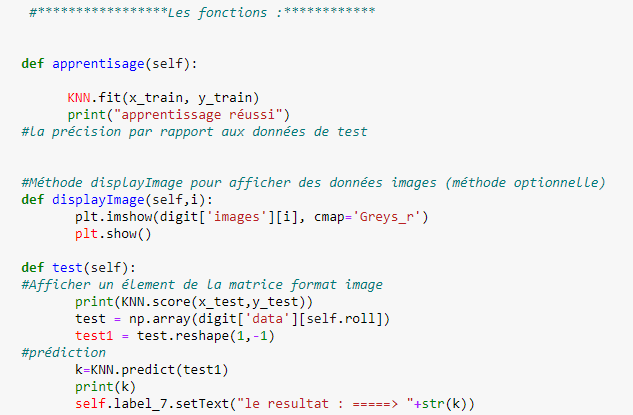 #*****************Les fonctions :************
def apprentisage(self):
KNN.fit(x_train, y_train)
print("apprentissage réussi")
#la précision par rapport aux données de test
#Méthode displayImage pour afficher des données images (méthode optionnelle)
def displayImage(self,i):
plt.imshow(digit['images'][i], cmap='Greys_r')
plt.show()
def test(self):
#Afficher un élement de la matrice format image
print(KNN.score(x_test,y_test))
test = np.array(digit['data'][self.roll])
test1 = test.reshape(1,-1)
#prédiction
k=KNN.predict(test1)
print(k)
self.label_7.setText("le resultat : =====> "+str(k))